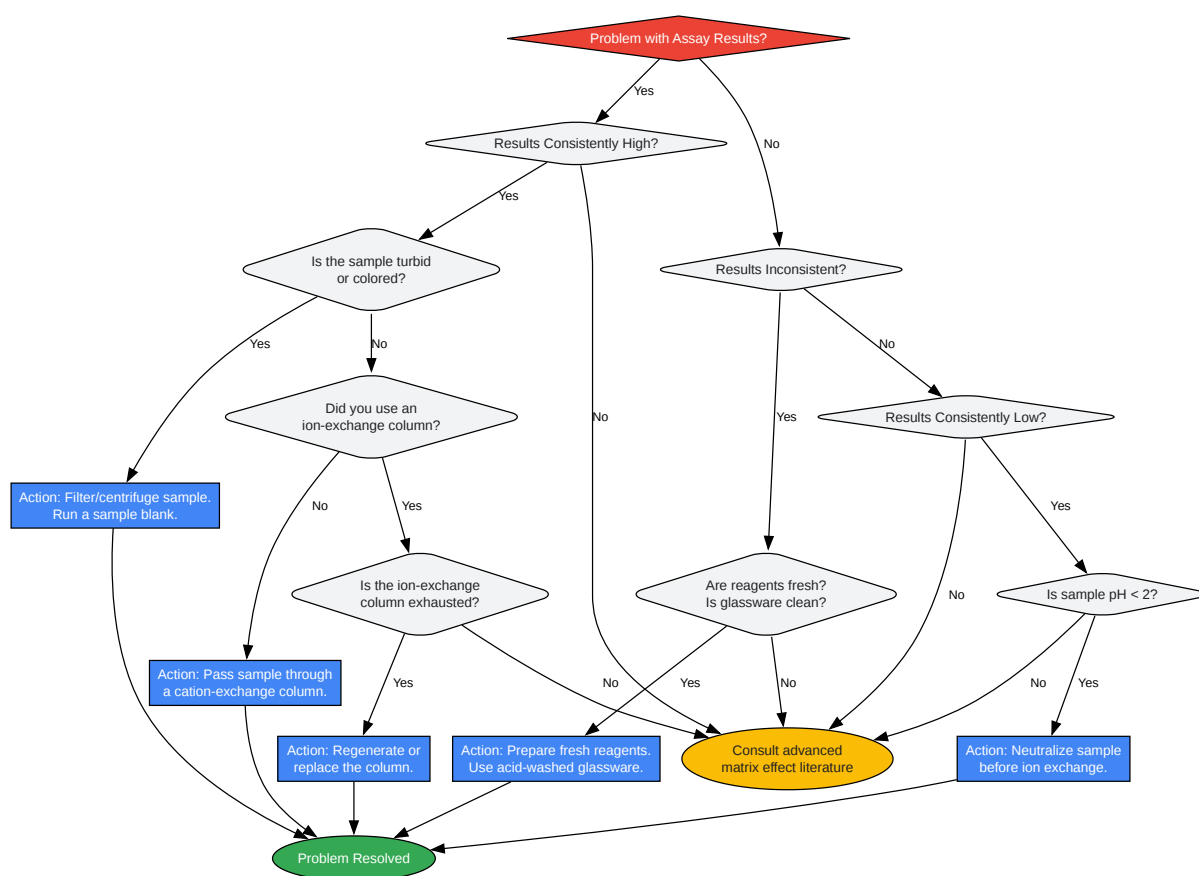 Problem with Assay Results?
Yes
No
Results Consistently High?
Yes
No
Is the sample turbid
or colored?
Results Inconsistent?
Yes
No
Yes
No
Did you use an
ion-exchange column?
Results Consistently Low?
No
Yes
No
Yes
Action: Filter/centrifuge sample.
Run a sample blank.
Is the ion-exchange
column exhausted?
Are reagents fresh?
Is glassware clean?
Is sample pH < 2?
Action: Pass sample through
a cation-exchange column.
Yes
No
Yes
No
No
Yes
Action: Regenerate or
replace the column.
Action: Prepare fresh reagents.
Use acid-washed glassware.
Consult advanced
matrix effect literature
Action: Neutralize sample
before ion exchange.
Problem Resolved